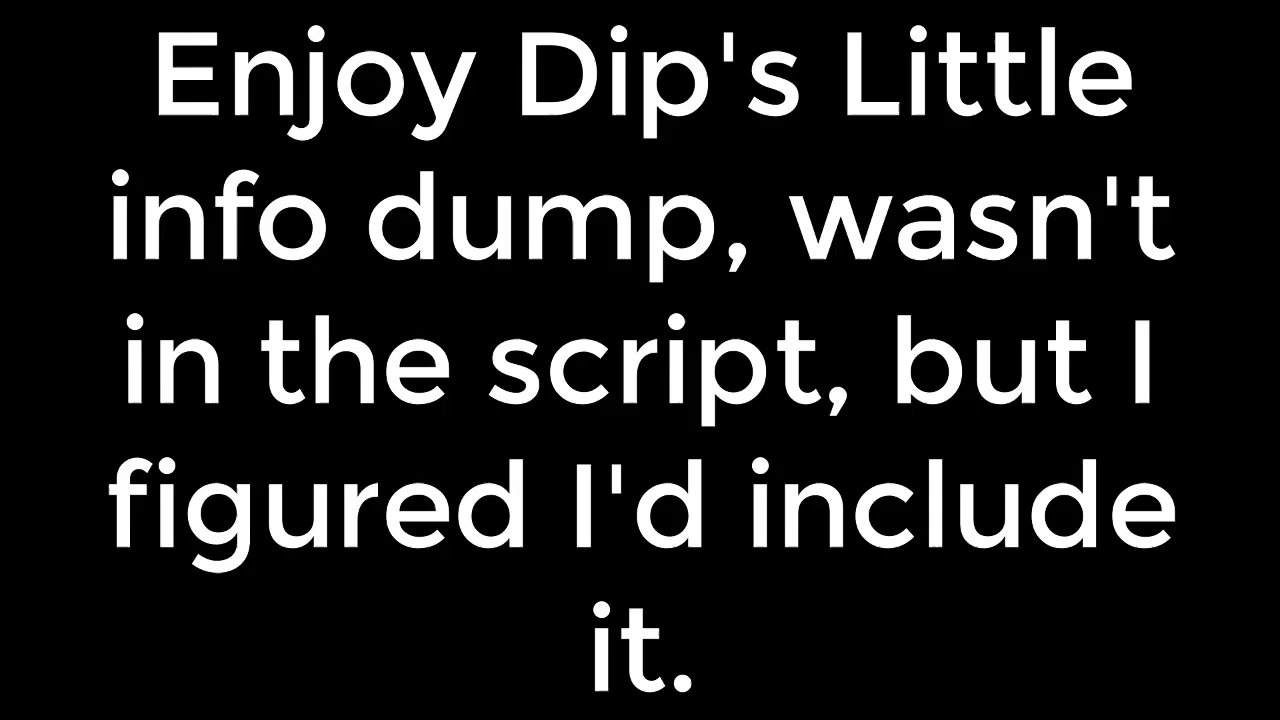 Enjoy Dip's Little
info dump, wasn't
in the script, but I
figured I'd include
it.